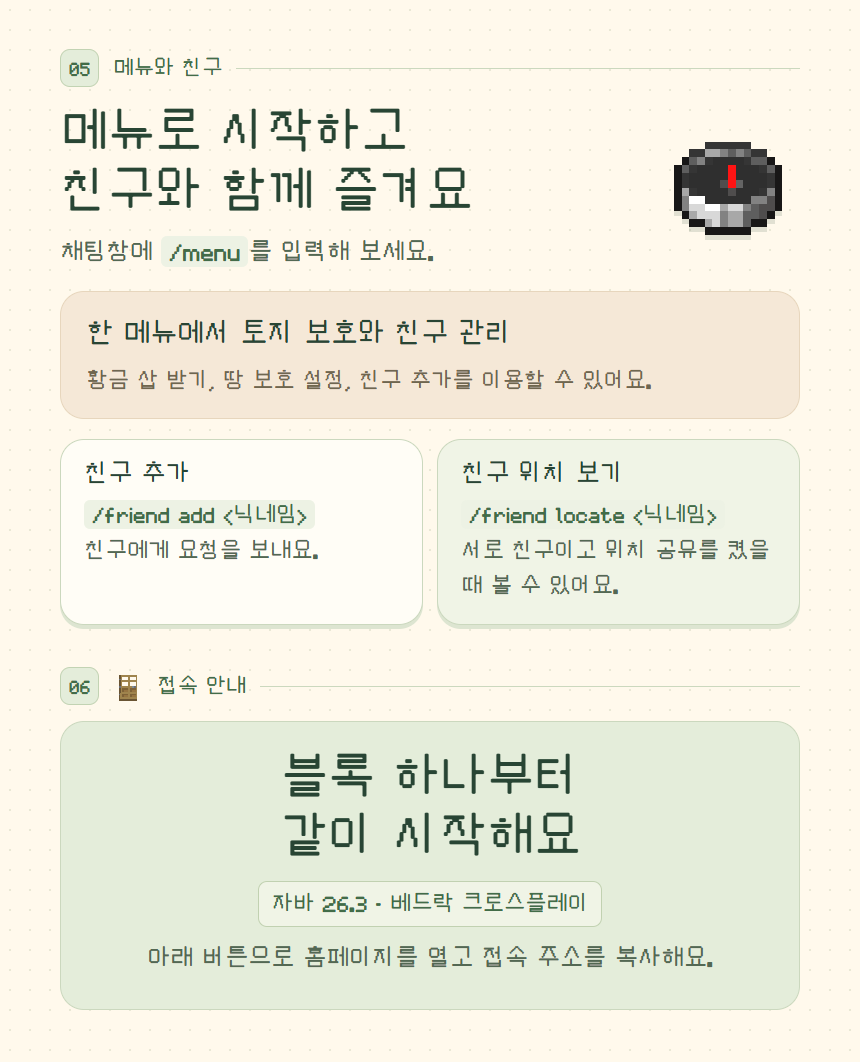 05 메뉴와 친구
메뉴로 시작하고
친구와 함께 즐겨요
채팅창에 /menu 를 입력해 보세요.
한 메뉴에서 토지 보호와 친구 관리
황금 삽 받기, 땅 보호 설정, 친구 추가를 이용할 수 있어요.
친구 추가
/friend add <닉네임>
친구에게 요청을 보내요.
친구 위치 보기
/friend locate <닉네임>
서로 친구이고 위치 공유를 켰을
때 볼 수 있어요.
06 접속 안내
블록 하나부터
같이 시작해요
자바 26.3 · 베드락 크로스플레이
아래 버튼으로 홈페이지를 열고 접속 주소를 복사해요.